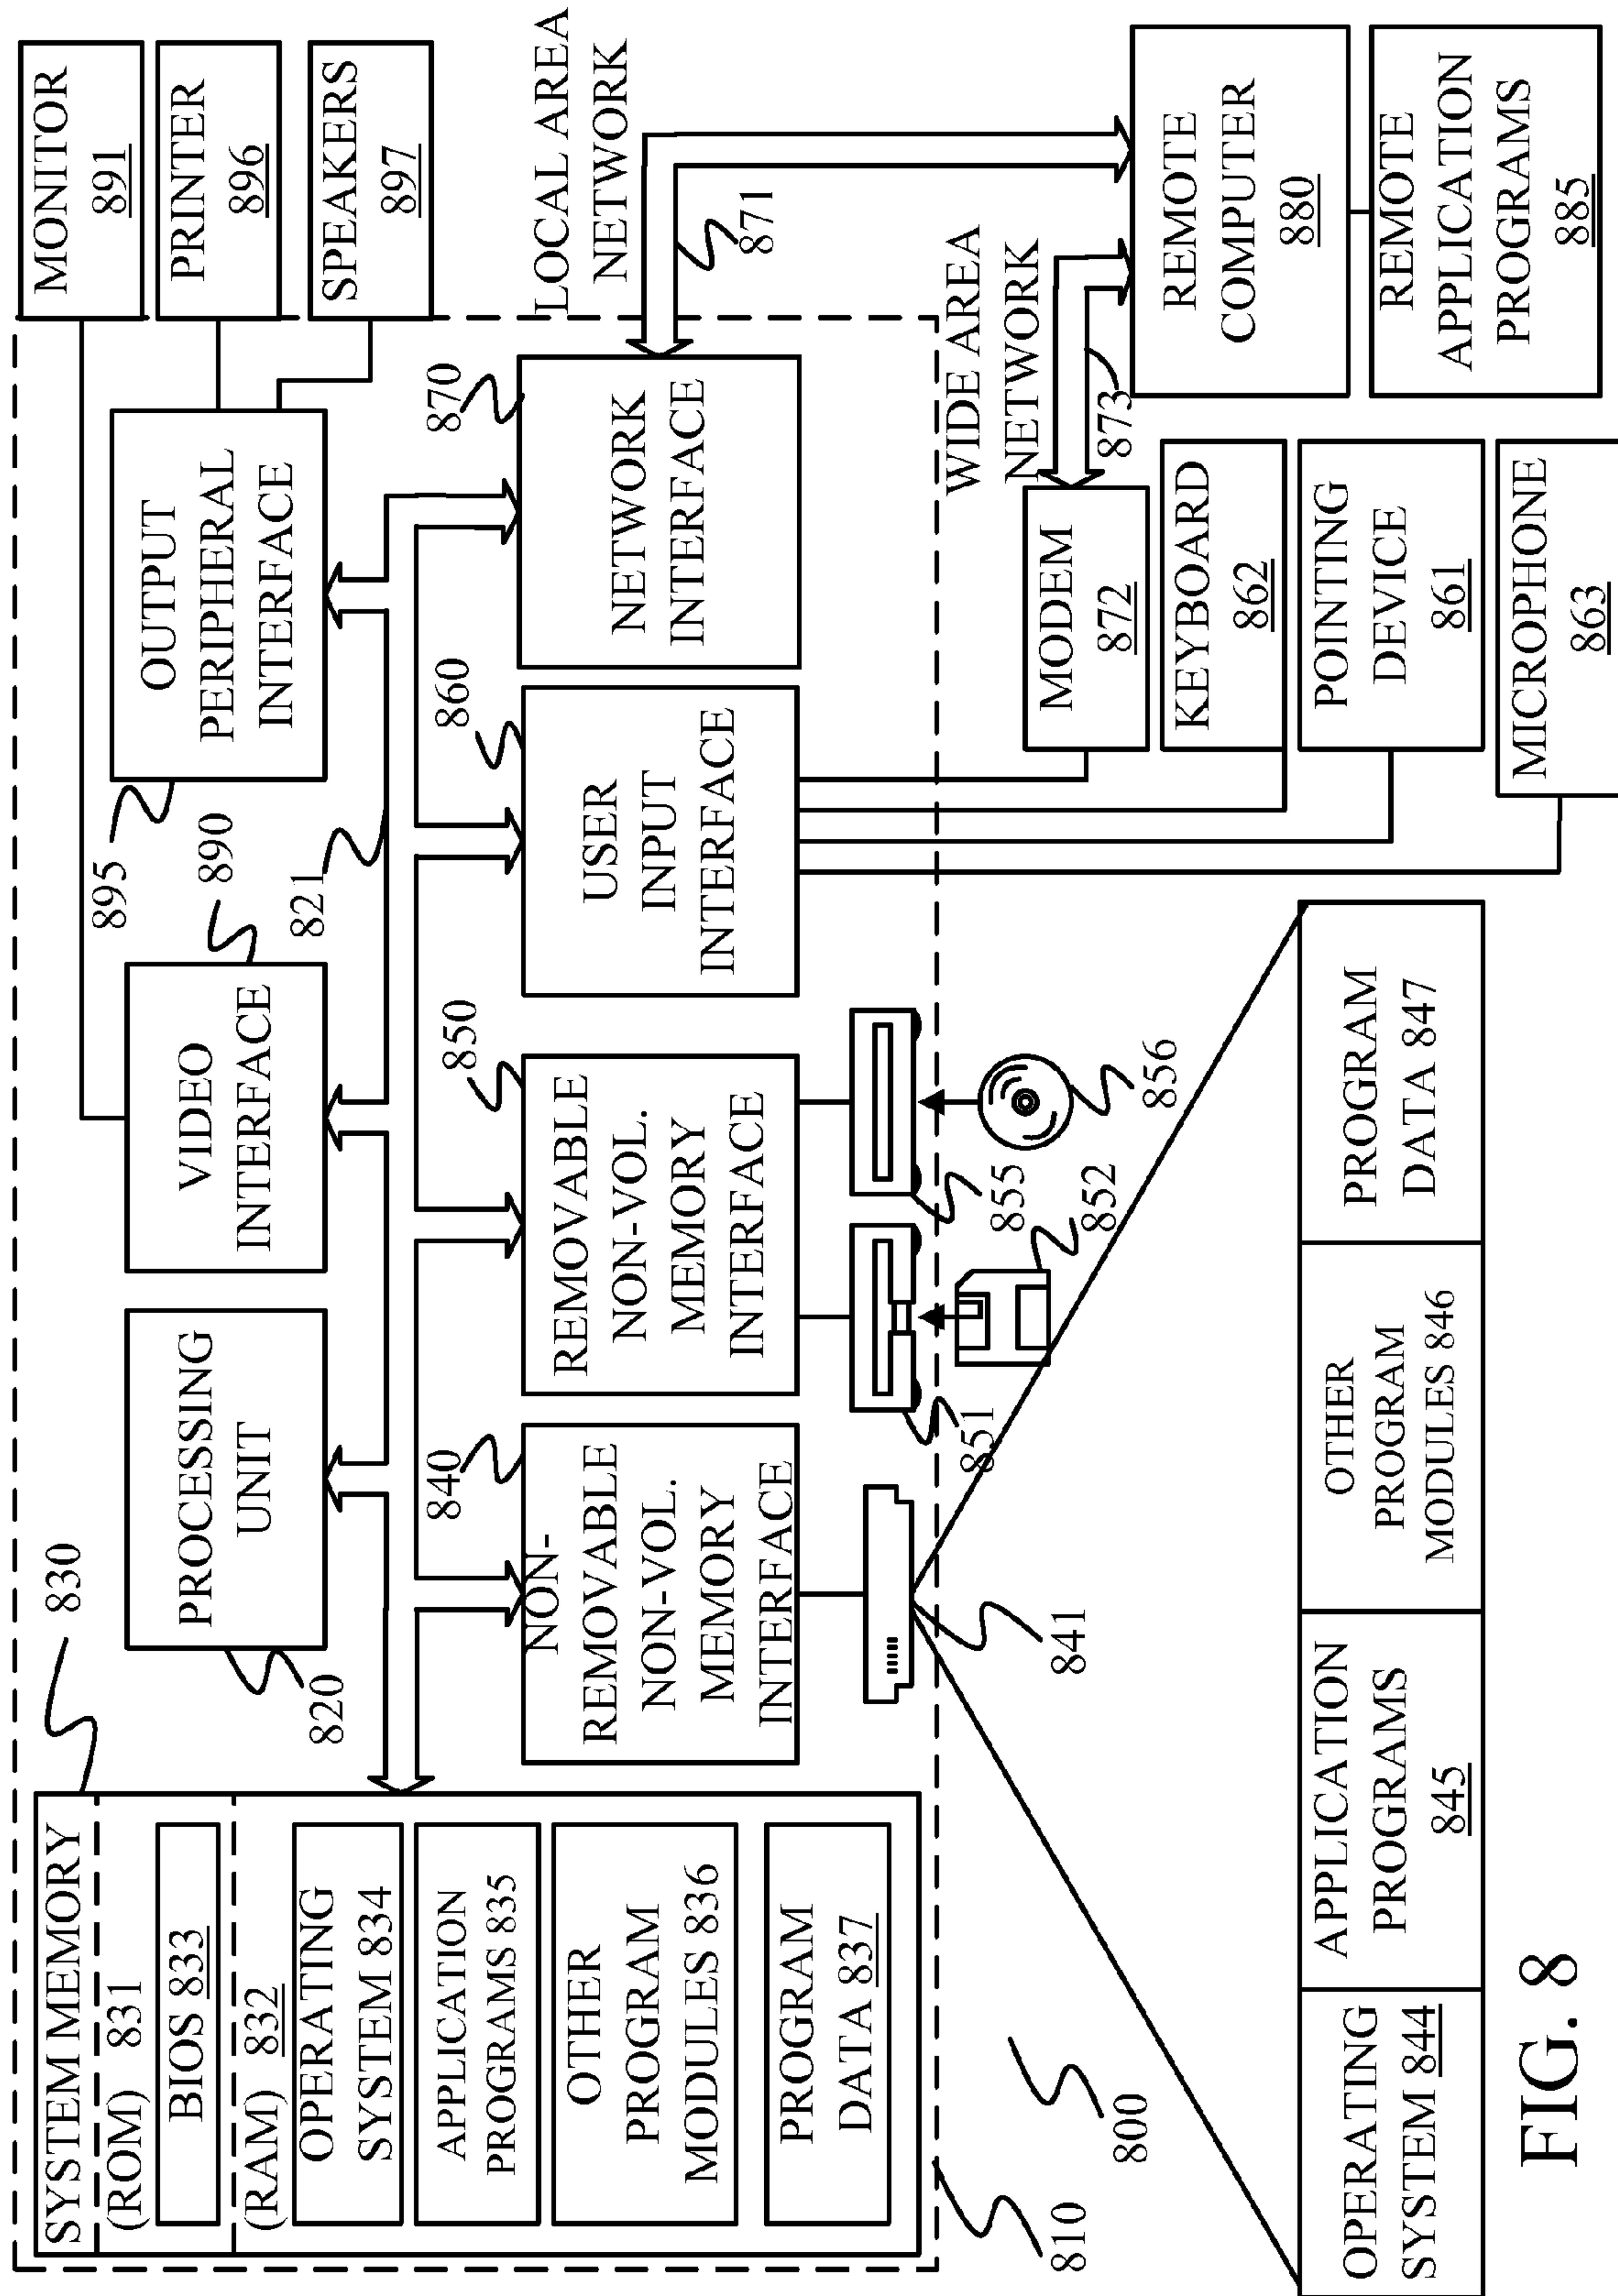 SYSTEM MEMORY
(ROM) 831
BIOS 833
(RAM) 832
OPERATING
SYSTEM 834
APPLICATION
PROGRAMS 835
OTHER
PROGRAM
MODULES 836
PROGRAM
DATA 837
830
PROCESSING
UNIT
820
VIDEO
INTERFACE
890
OUTPUT
PERIPHERAL
INTERFACE
895
821
MONITOR
891
PRINTER
896
SPEAKERS
897
NON-
REMOVABLE
NON-VOL.
MEMORY
INTERFACE
840
REMOVABLE
NON-VOL.
MEMORY
INTERFACE
850
USER
INPUT
INTERFACE
860
NETWORK
INTERFACE
870
LOCAL AREA
NETWORK
871
841
851
855
852
856
WIDE AREA
NETWORK
873
MODEM
872
KEYBOARD
862
POINTING
DEVICE
861
MICROPHONE
863
REMOTE
COMPUTER
880
REMOTE
APPLICATION
PROGRAMS
885
810
800
OPERATING
SYSTEM 844
APPLICATION
PROGRAMS
845
OTHER
PROGRAM
MODULES 846
PROGRAM
DATA 847
FIG. 8